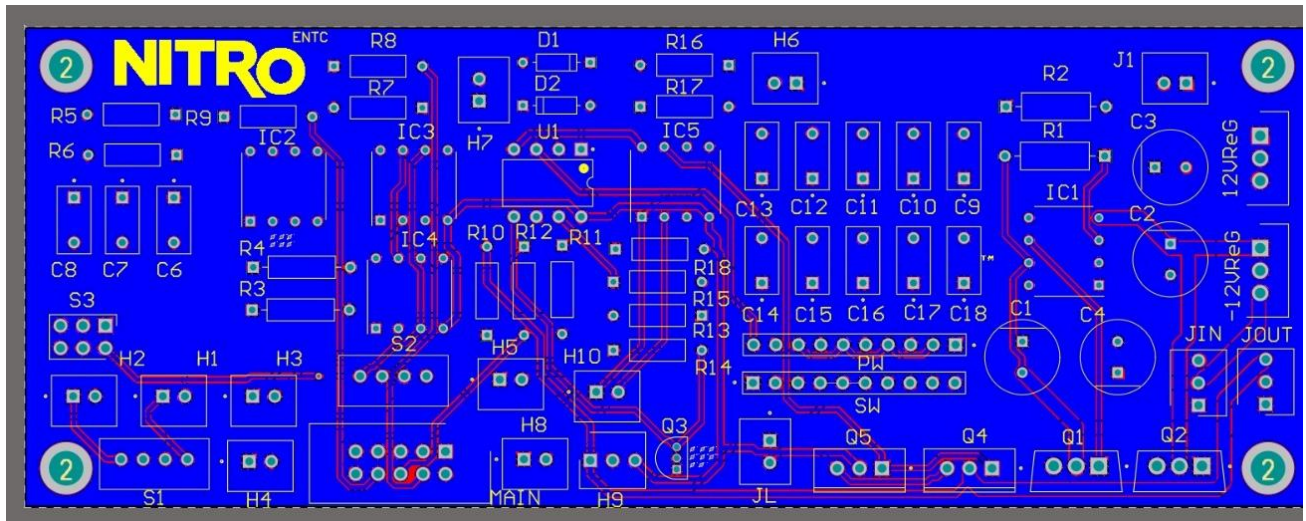 NITRO
ENTC
R8
D1
R16
H6
J1
R5
R9
R7
H7
D2
R17
R2
R6
IC2
IC3
U1
IC5
R1
C3
12VReG
C13
C12
C11
C10
C9
IC1
C2
C8
C7
C6
R4
IC4
R10
R12
R11
R18
R3
R15
C14
C15
C16
C17
C18
™
C1
C4
-12VReG
S3
R13
R14
H2
H1
H3
S2
H5
H10
PW
SW
JIN
JOUT
S1
H4
MAIN
H8
H9
Q3
JL
Q5
Q4
Q1
Q2
2
2
2
2